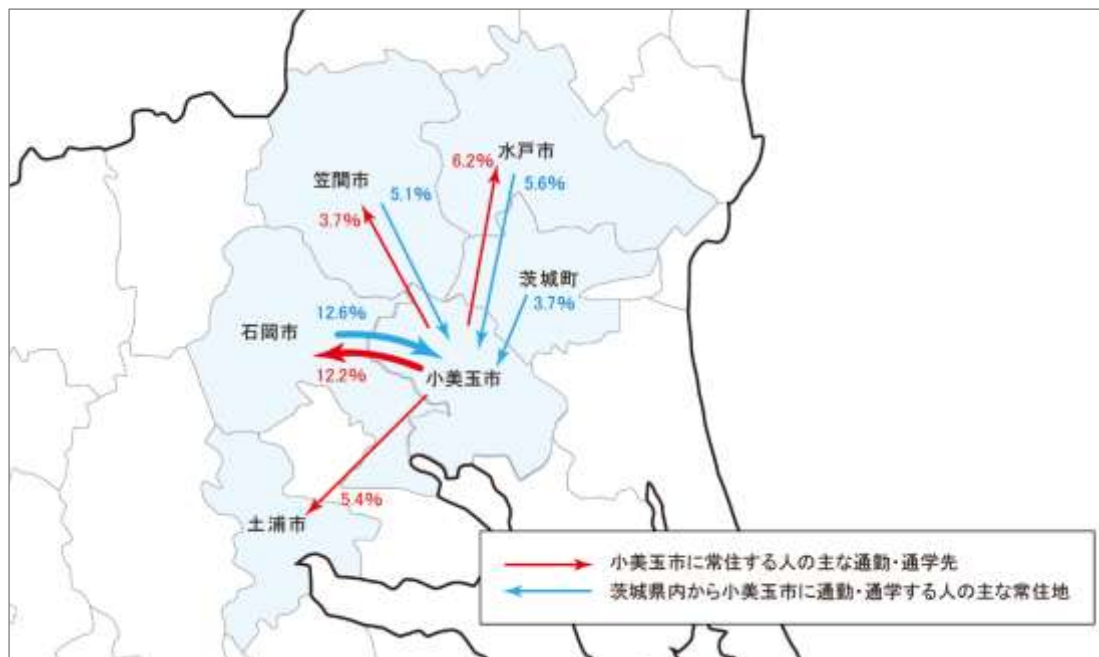 水戸市
6.2%
5.6%
笠間市
5.1%
3.7%
茨城町
3.7%
石岡市
12.6%
12.2%
小美玉市
5.4%
土浦市
小美玉市に常住する人の主な通勤・通学先
茨城県内から小美玉市に通勤・通学する人の主な常住地